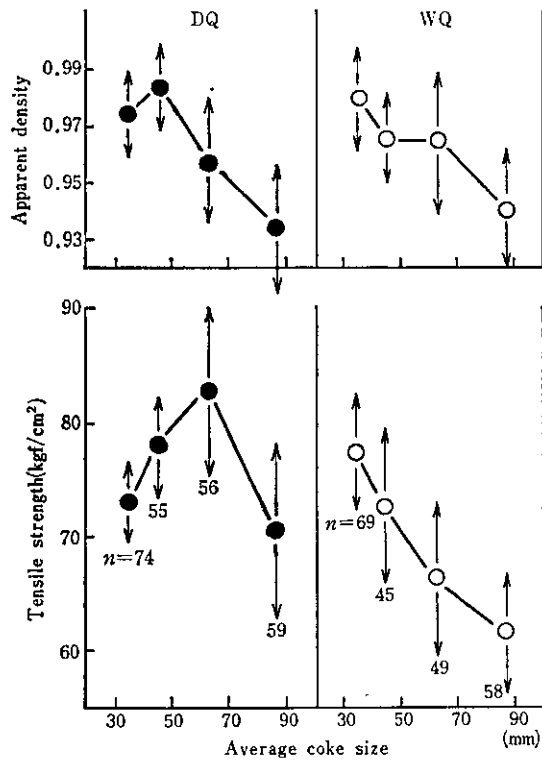 DQ WQ
Apparent density
0.99
0.97
0.95
0.93
Tensile strength(kgf/cm²)
90
80
70
60
n=74
55
56
59
n=69
45
49
58
30 50 70 90 30 50 70 90
(mm)
Average coke size